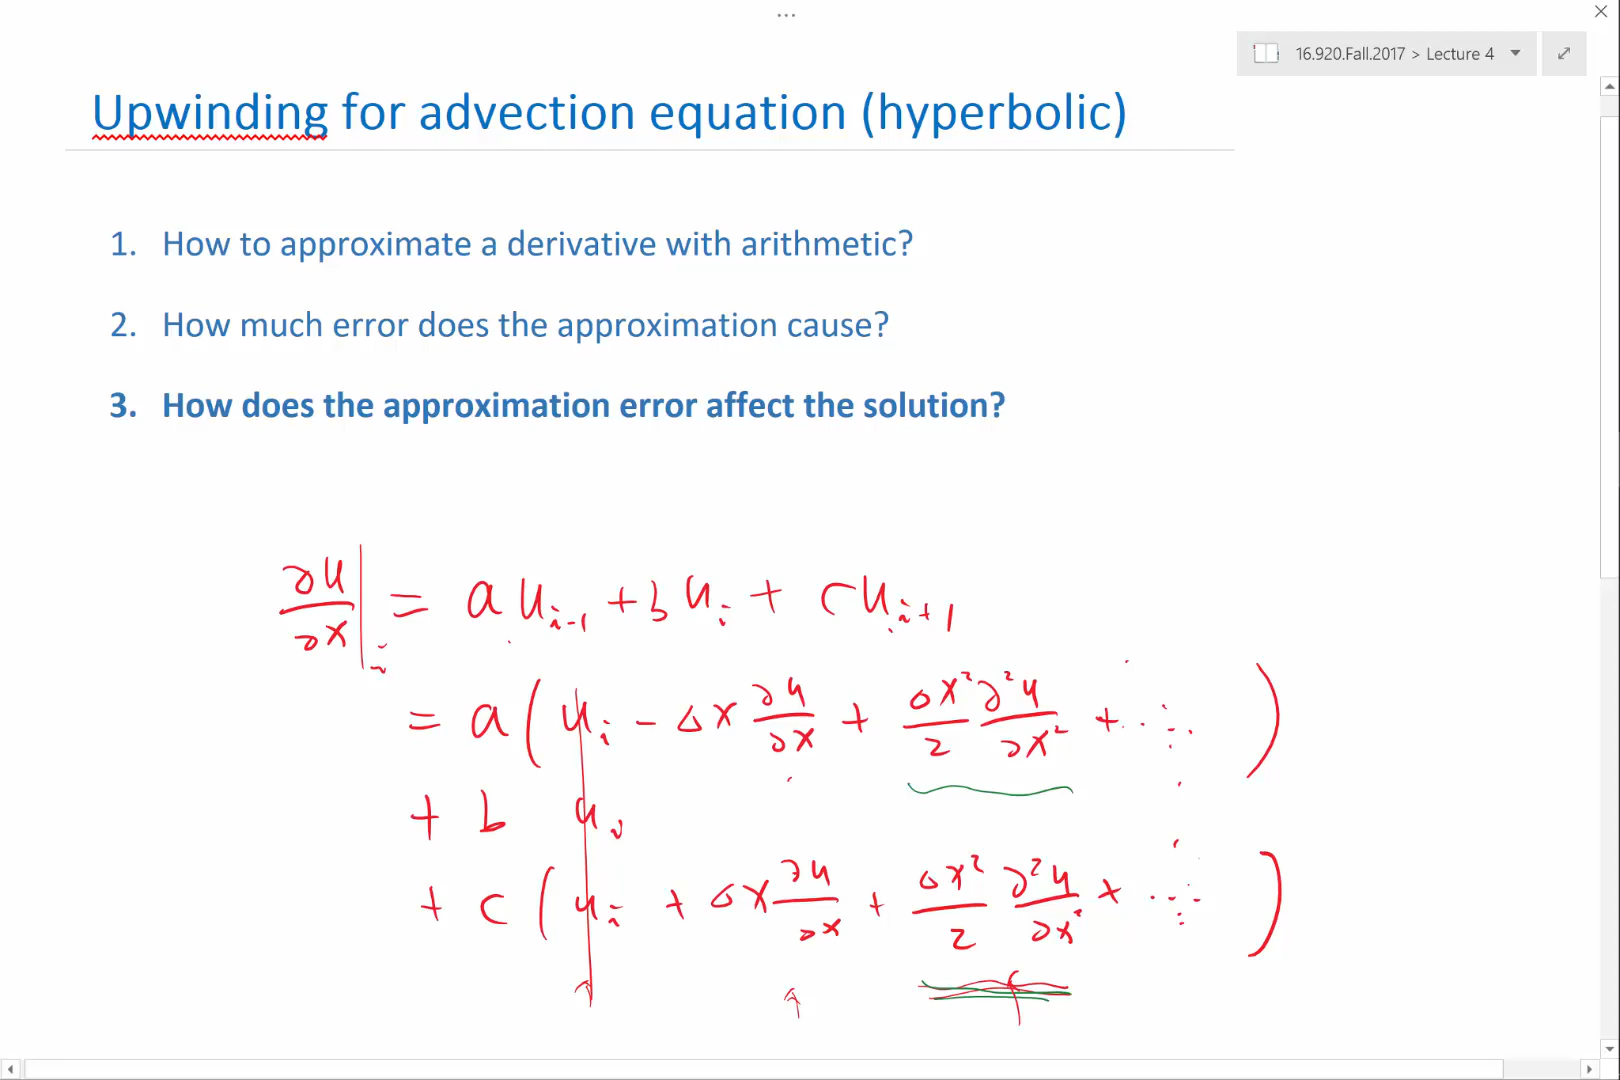 ...
16.920.Fall.2017 > Lecture 4
Upwinding for advection equation (hyperbolic)
1. How to approximate a derivative with arithmetic?
2. How much error does the approximation cause?
3. How does the approximation error affect the solution?
∂u/∂x|ᵢ = a uᵢ₋₁ + b uᵢ + c uᵢ₊₁
= a ( uᵢ − Δx ∂u/∂x + Δx²/2 ∂²u/∂x² + ... )
+ b uᵢ
+ c ( uᵢ + Δx ∂u/∂x + Δx²/2 ∂²u/∂x² + ... )